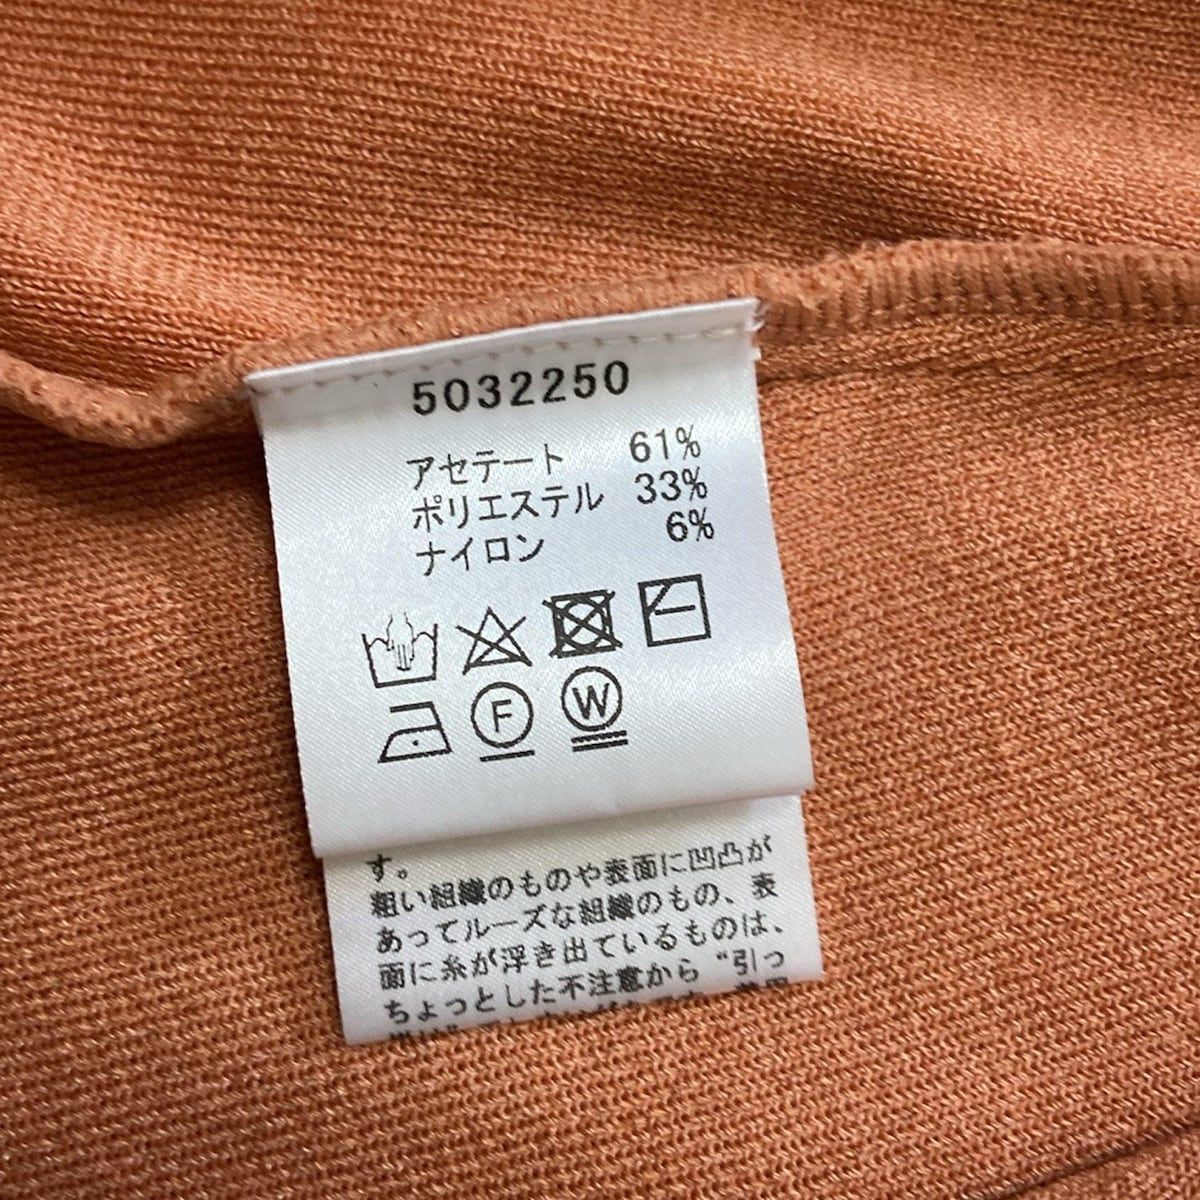 5032250
アセテート 61%
ポリエステル 33%
ナイロン 6%
F W
す。
粗い組織のものや表面に凹凸が
あってルーズな組織のもの、表
面に糸が浮き出ているものは、
ちょっとした不注意から“引っ